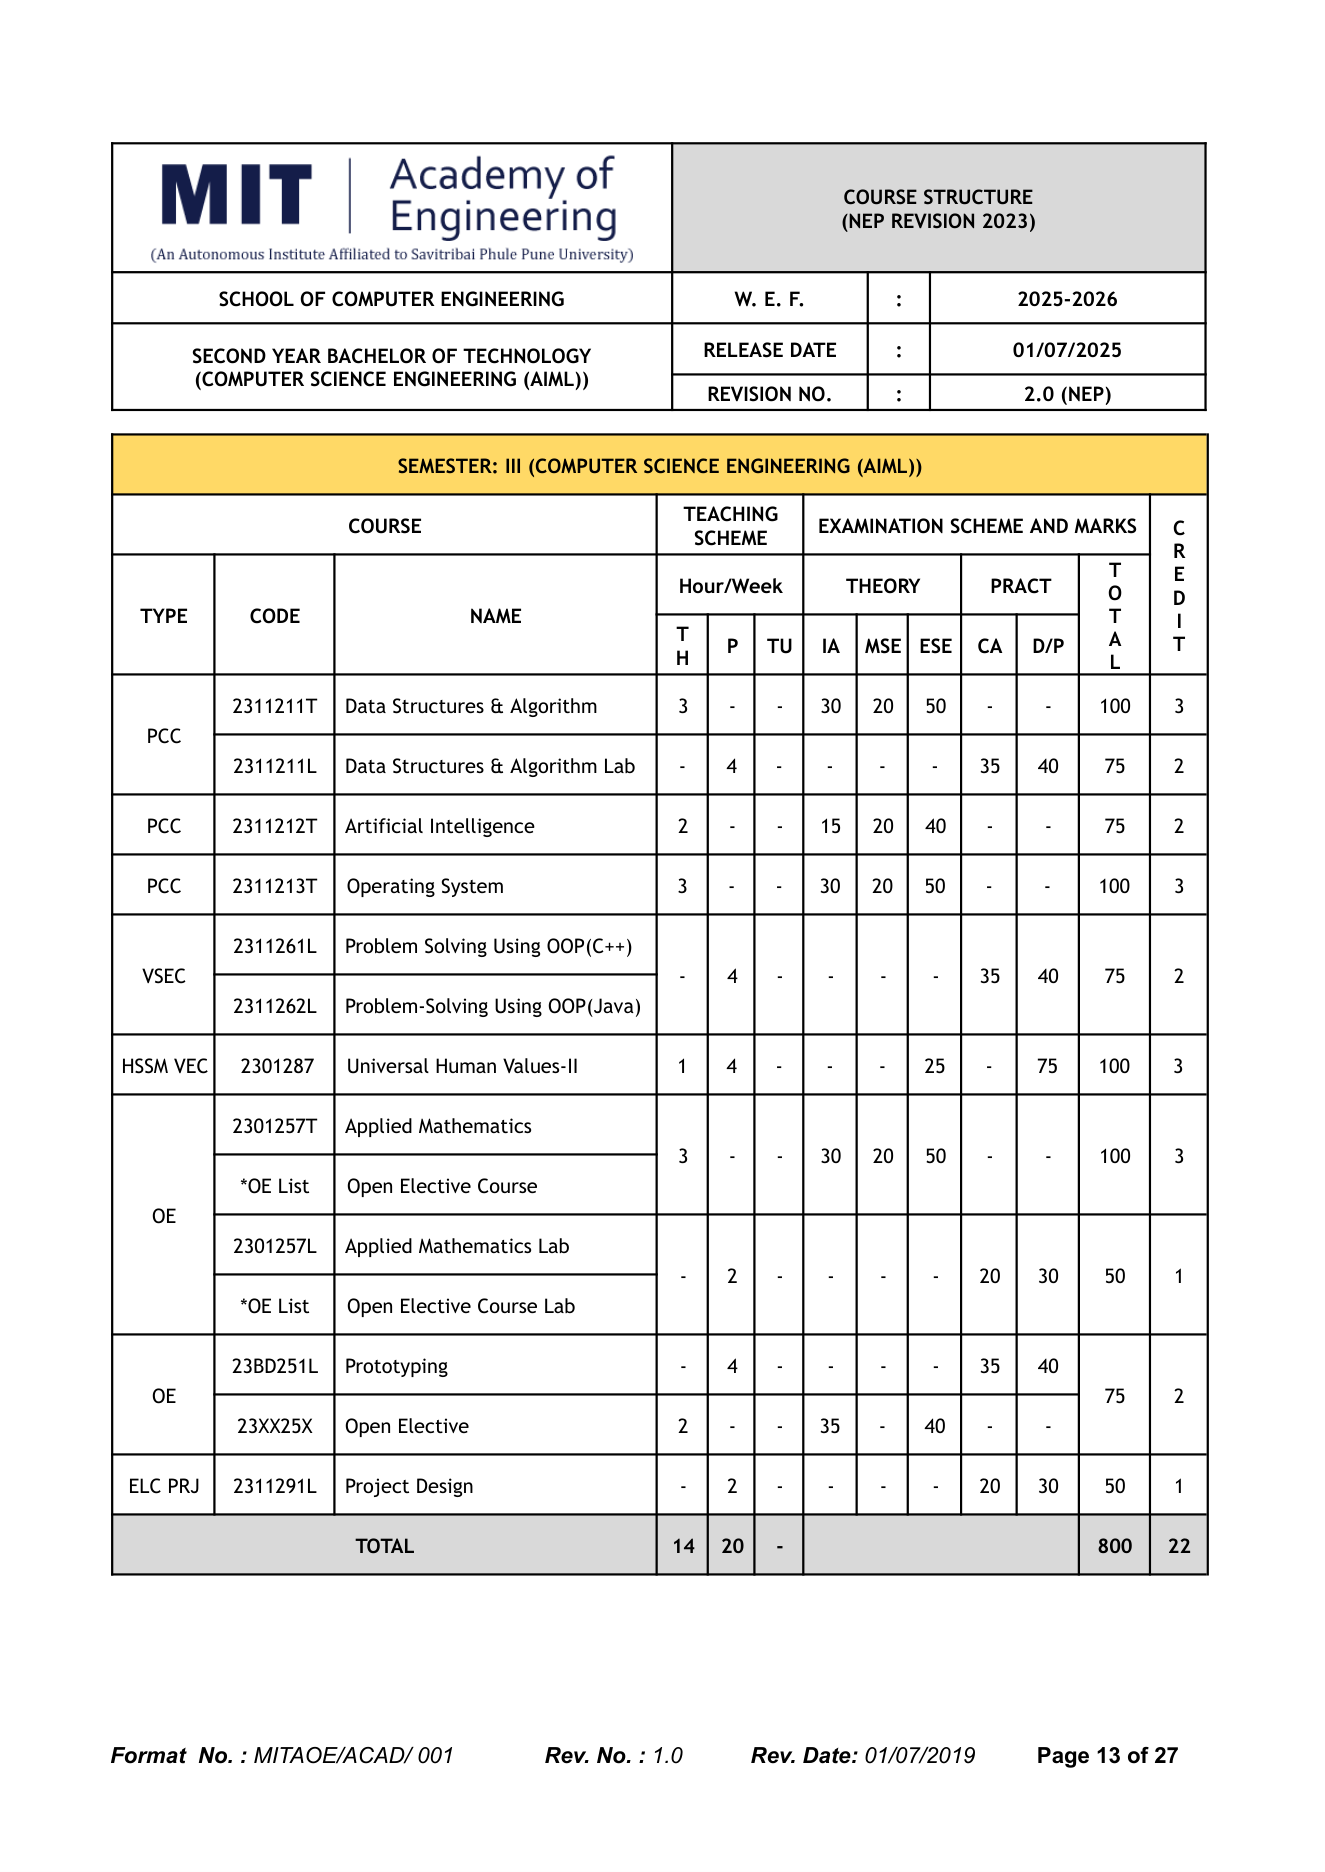 MIT | Academy of
Engineering
(An Autonomous Institute Affiliated to Savitribai Phule Pune University)
COURSE STRUCTURE
(NEP REVISION 2023)
SCHOOL OF COMPUTER ENGINEERING
W. E. F. : 2025-2026
SECOND YEAR BACHELOR OF TECHNOLOGY
(COMPUTER SCIENCE ENGINEERING (AIML))
RELEASE DATE : 01/07/2025
REVISION NO. : 2.0 (NEP)
SEMESTER: III (COMPUTER SCIENCE ENGINEERING (AIML))
COURSE
TEACHING
SCHEME
EXAMINATION SCHEME AND MARKS
CREDIT
TYPE CODE NAME
Hour/Week THEORY PRACT
TOTAL
TH P TU IA MSE ESE CA D/P
PCC
2311211T Data Structures & Algorithm 3 - - 30 20 50 - - 100 3
2311211L Data Structures & Algorithm Lab - 4 - - - - 35 40 75 2
PCC 2311212T Artificial Intelligence 2 - - 15 20 40 - - 75 2
PCC 2311213T Operating System 3 - - 30 20 50 - - 100 3
VSEC
2311261L Problem Solving Using OOP(C++)
2311262L Problem-Solving Using OOP(Java)
- 4 - - - - 35 40 75 2
HSSM VEC 2301287 Universal Human Values-II 1 4 - - - 25 - 75 100 3
OE
2301257T Applied Mathematics
*OE List Open Elective Course
3 - - 30 20 50 - - 100 3
2301257L Applied Mathematics Lab
*OE List Open Elective Course Lab
- 2 - - - - 20 30 50 1
OE
23BD251L Prototyping - 4 - - - - 35 40
23XX25X Open Elective 2 - - 35 - 40 - -
75 2
ELC PRJ 2311291L Project Design - 2 - - - - 20 30 50 1
TOTAL 14 20 - 800 22
Format No. : MITAOE/ACAD/ 001 Rev. No. : 1.0 Rev. Date: 01/07/2019 Page 13 of 27